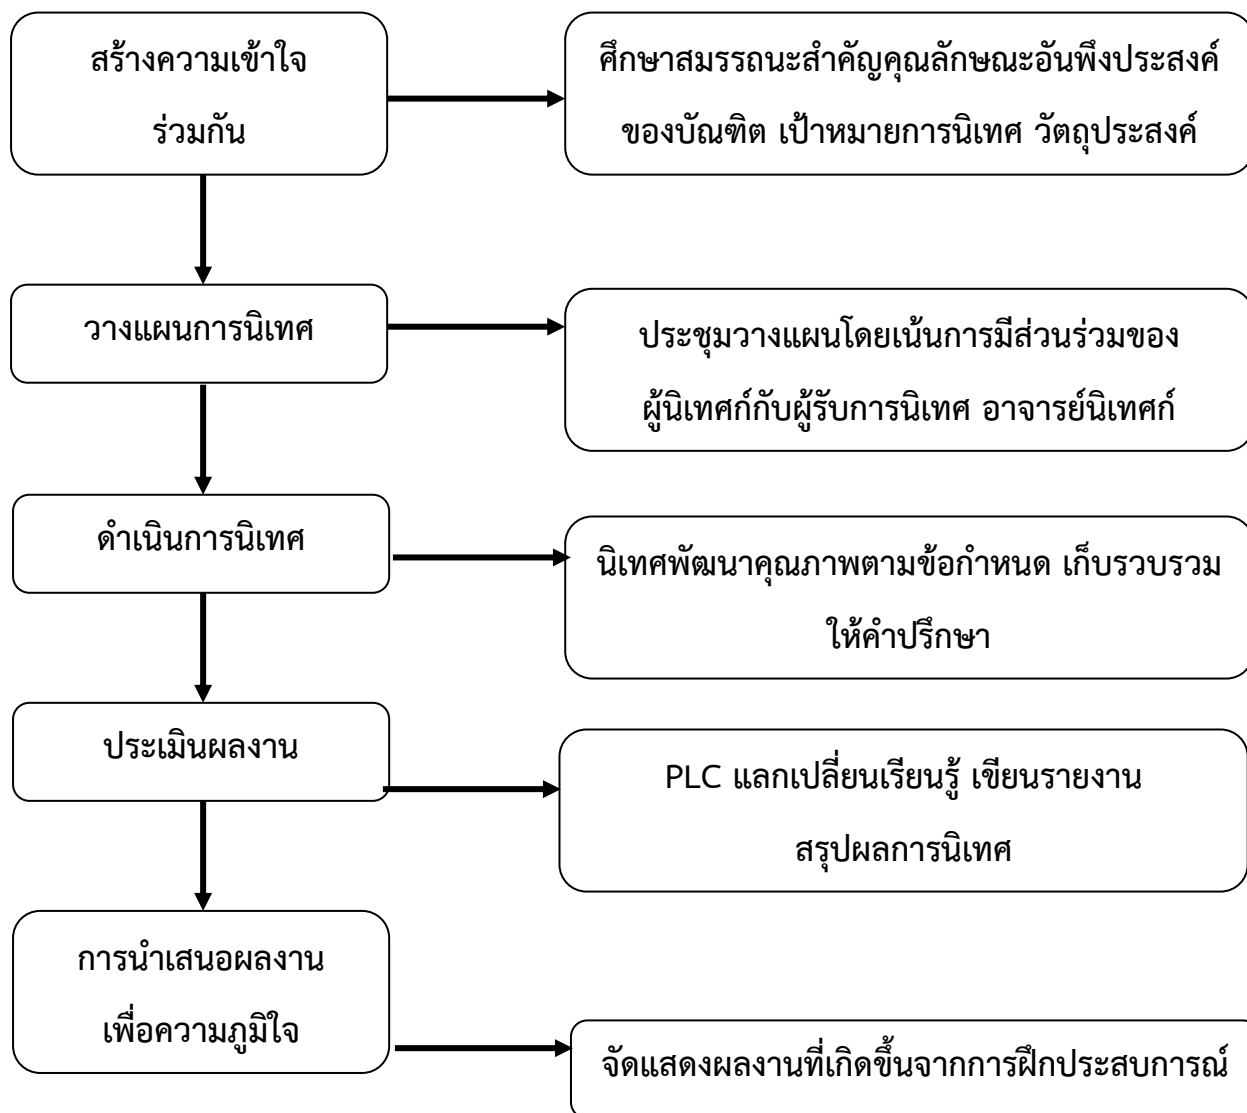 สร้างความเข้าใจ
ร่วมกัน
ศึกษาสมรรถนะสำคัญคุณลักษณะอันพึงประสงค์
ของบัณฑิต เป้าหมายการนิเทศ วัตถุประสงค์
วางแผนการนิเทศ
ประชุมวางแผนโดยเน้นการมีส่วนร่วมของ
ผู้นิเทศก์กับผู้รับการนิเทศ อาจารย์นิเทศก์
ดำเนินการนิเทศ
นิเทศพัฒนาคุณภาพตามข้อกำหนด เก็บรวบรวม
ให้คำปรึกษา
ประเมินผลงาน
PLC แลกเปลี่ยนเรียนรู้ เขียนรายงาน
สรุปผลการนิเทศ
การนำเสนอผลงาน
เพื่อความภูมิใจ
จัดแสดงผลงานที่เกิดขึ้นจากการฝึกประสบการณ์